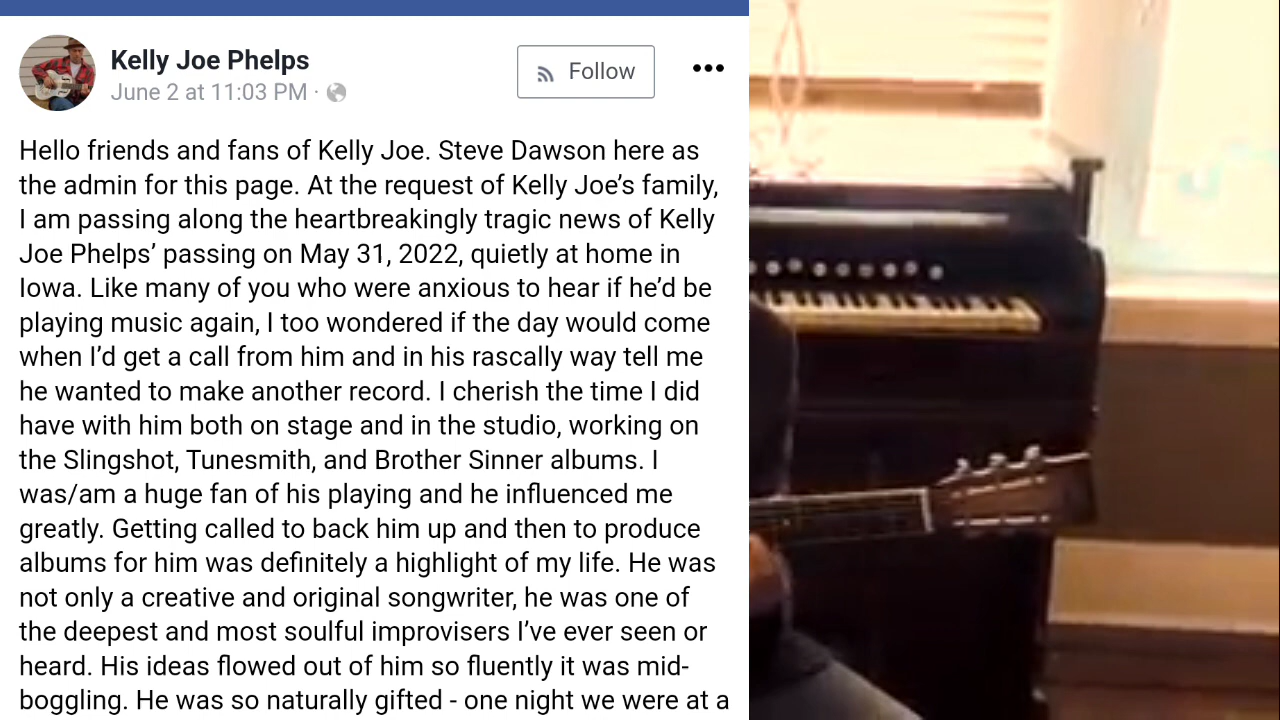 Kelly Joe Phelps
June 2 at 11:03 PM ·
Follow
Hello friends and fans of Kelly Joe. Steve Dawson here as
the admin for this page. At the request of Kelly Joe’s family,
I am passing along the heartbreakingly tragic news of Kelly
Joe Phelps’ passing on May 31, 2022, quietly at home in
Iowa. Like many of you who were anxious to hear if he’d be
playing music again, I too wondered if the day would come
when I’d get a call from him and in his rascally way tell me
he wanted to make another record. I cherish the time I did
have with him both on stage and in the studio, working on
the Slingshot, Tunesmith, and Brother Sinner albums. I
was/am a huge fan of his playing and he influenced me
greatly. Getting called to back him up and then to produce
albums for him was definitely a highlight of my life. He was
not only a creative and original songwriter, he was one of
the deepest and most soulful improvisers I’ve ever seen or
heard. His ideas flowed out of him so fluently it was mid-
boggling. He was so naturally gifted - one night we were at a